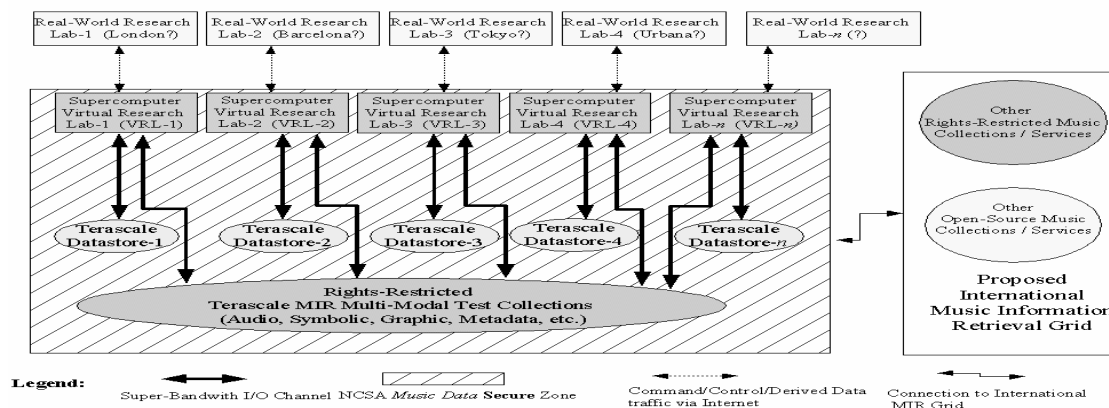 Real-World Research
Lab-1 (London?)
Real-World Research
Lab-2 (Barcelona?)
Real-World Research
Lab-3 (Tokyo?)
Real-World Research
Lab-4 (Urbana?)
Real-World Research
Lab-n (?)
Supercomputer
Virtual Research
Lab-1 (VRL-1)
Supercomputer
Virtual Research
Lab-2 (VRL-2)
Supercomputer
Virtual Research
Lab-3 (VRL-3)
Supercomputer
Virtual Research
Lab-4 (VRL-4)
Supercomputer
Virtual Research
Lab-n (VRL-n)
Terascale
Datastore-1
Terascale
Datastore-2
Terascale
Datastore-3
Terascale
Datastore-4
Terascale
Datastore-n
Rights-Restricted
Terascale MIR Multi-Modal Test Collections
(Audio, Symbolic, Graphic, Metadata, etc.)
Other
Rights-Restricted Music
Collections / Services
Other
Open-Source Music
Collections / Services
Proposed
International
Music Information
Retrieval Grid
Legend:
Super-Bandwith I/O Channel
NCSA Music Data Secure Zone
Command/Control/Derived Data
traffic via Internet
Connection to International
MIR Grid